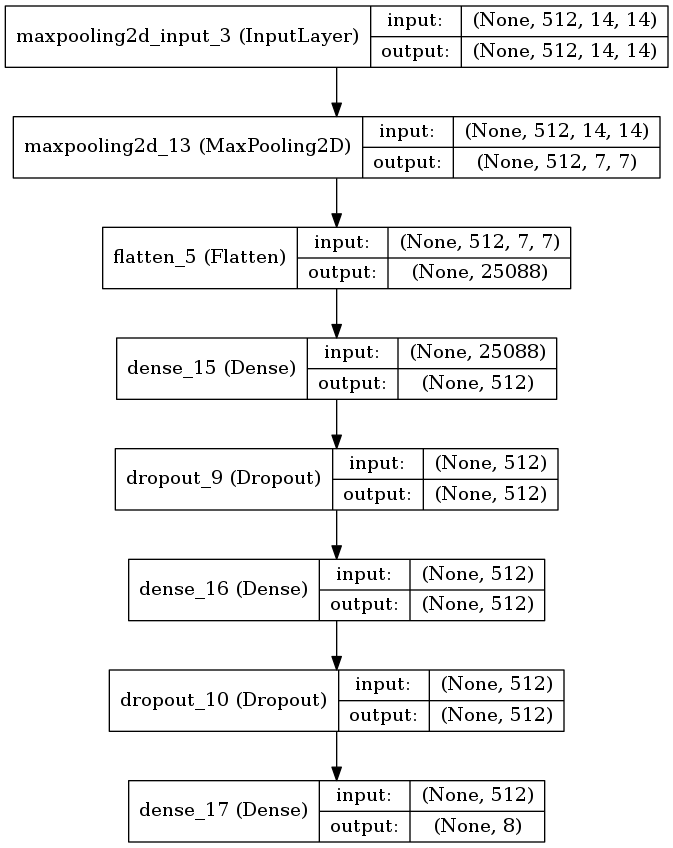 maxpooling2d_input_3 (InputLayer)
input:
(None, 512, 14, 14)
output:
(None, 512, 14, 14)
maxpooling2d_13 (MaxPooling2D)
input:
(None, 512, 14, 14)
output:
(None, 512, 7, 7)
flatten_5 (Flatten)
input:
(None, 512, 7, 7)
output:
(None, 25088)
dense_15 (Dense)
input:
(None, 25088)
output:
(None, 512)
dropout_9 (Dropout)
input:
(None, 512)
output:
(None, 512)
dense_16 (Dense)
input:
(None, 512)
output:
(None, 512)
dropout_10 (Dropout)
input:
(None, 512)
output:
(None, 512)
dense_17 (Dense)
input:
(None, 512)
output:
(None, 8)